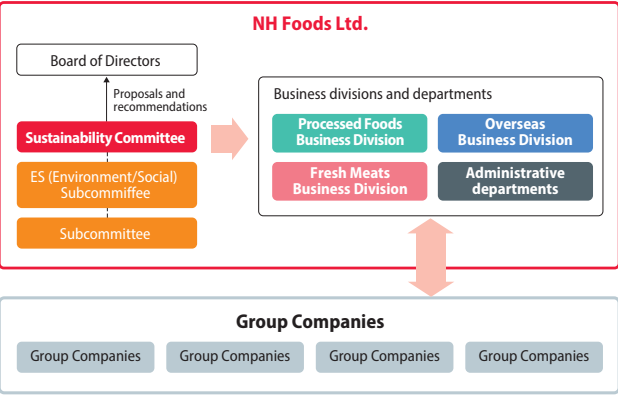 NH Foods Ltd.
Board of Directors
Proposals and
recommendations
Sustainability Committee
ES (Environment/Social)
Subcommiffee
Subcommittee
Business divisions and departments
Processed Foods
Business Division
Overseas
Business Division
Fresh Meats
Business Division
Administrative
departments
Group Companies
Group Companies
Group Companies
Group Companies
Group Companies